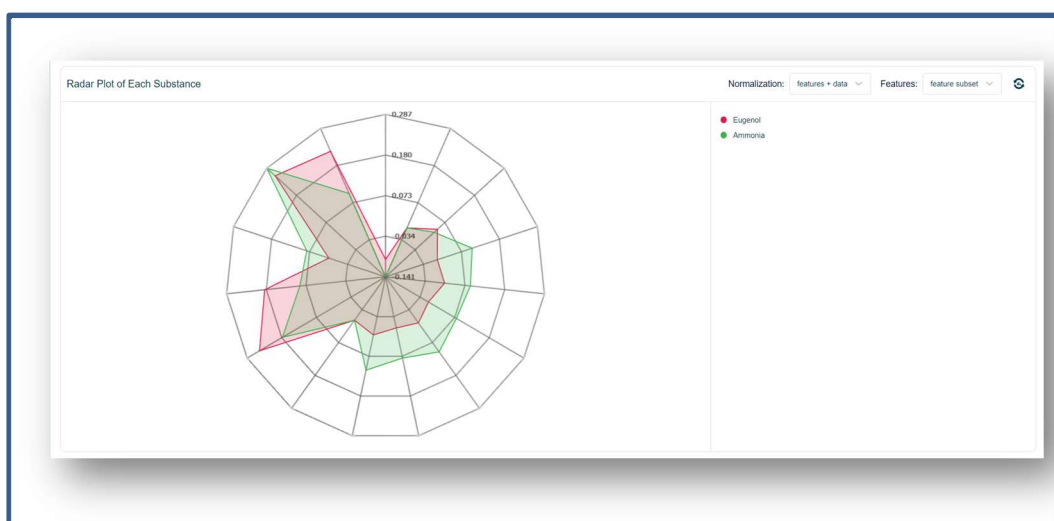 Radar Plot of Each Substance
Normalization: features + data Features: feature subset
0.287
0.180
0.073
-0.034
-0.141
Eugenol
Ammonia